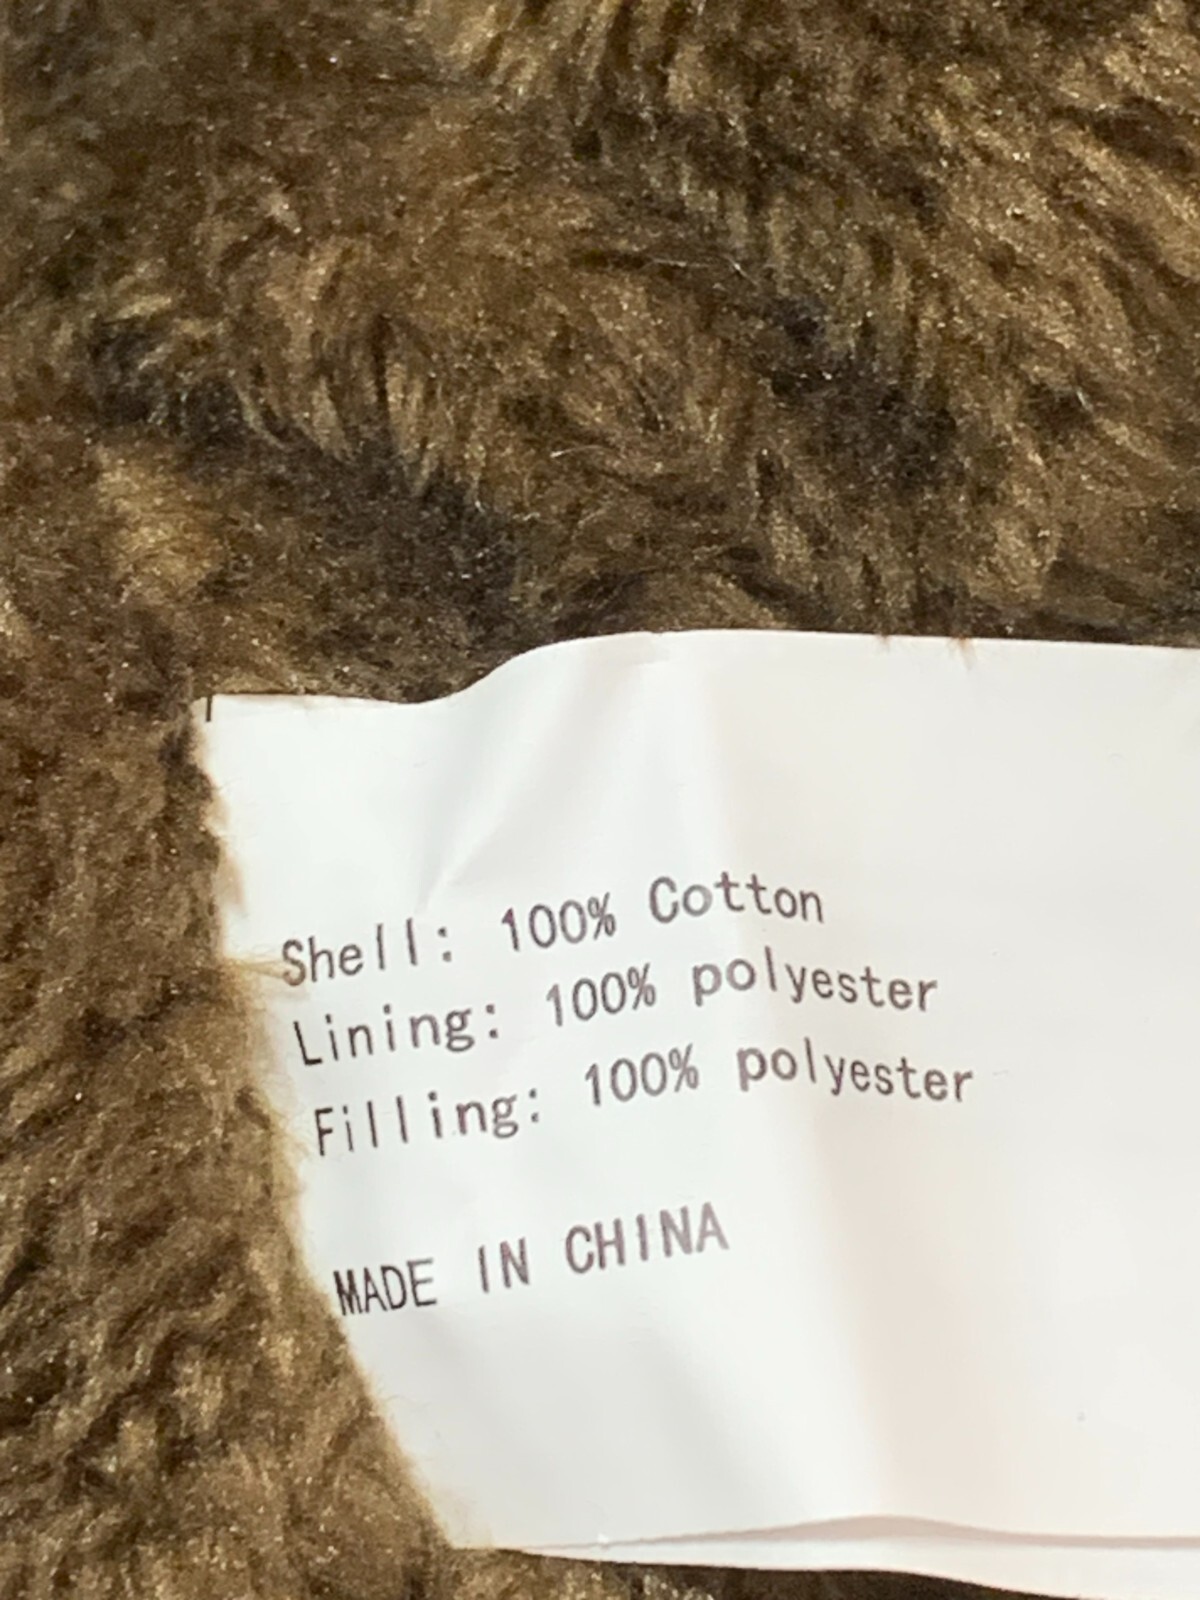 Shell: 100% Cotton
Lining: 100% polyester
Filling: 100% polyester
MADE IN CHINA